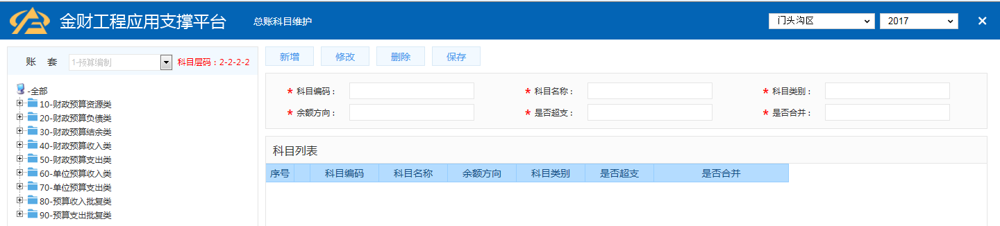 金财工程应用支撑平台 总账科目维护 门头沟区 2017 ×
账 套 1-预算编制 科目层码：2-2-2-2
-全部
10-财政预算资源类
20-财政预算负债类
30-财政预算结余类
40-财政预算收入类
50-财政预算支出类
60-单位预算收入类
70-单位预算支出类
80-预算收入批复类
90-预算支出批复类
新增 修改 删除 保存
* 科目编码： * 科目名称： * 科目类别：
* 余额方向： * 是否超支： * 是否合并：
科目列表
序号 科目编码 科目名称 余额方向 科目类别 是否超支 是否合并